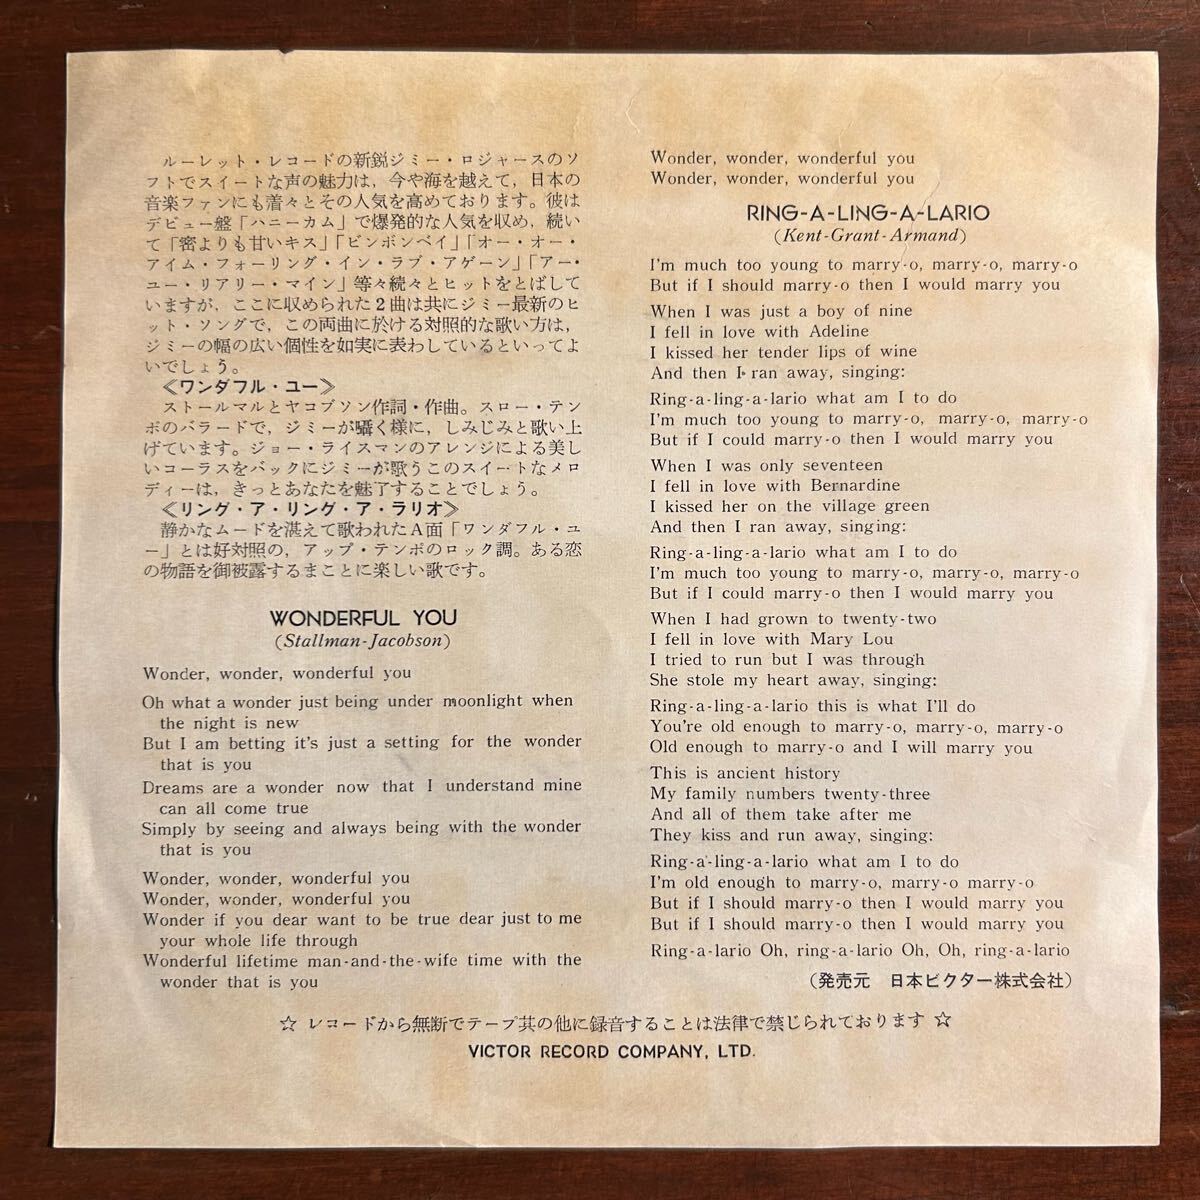 ルーレット・レコードの新鋭ジミー・ロジャースのソ
フトでスイートな声の魅力は，今や海を越えて，日本の
音楽ファンにも着々とその人気を高めております。彼は
デビュー盤「ハニーカム」で爆発的な人気を収め，続い
て「密よりも甘いキス」「ビンボンベイ」「オー・オー・
アイム・フォーリング・イン・ラブ・アゲーン」「アー・
ユー・リアリー・マイン」等々続々とヒットをとばして
いますが，ここに収められた2曲は共にジミー最新のヒ
ット・ソングで，この両曲に於ける対照的な歌い方は，
ジミーの幅の広い個性を如実に表わしているといってよ
いでしょう。
≪ワンダフル・ユー≫
ストールマルとヤコブソン作詞・作曲。スロー・テン
ポのバラードで，ジミーが囁く様に，しみじみと歌い上
げています。ジョー・ライスマンのアレンジによる美し
いコーラスをバックにジミーが歌うこのスイートなメロ
ディーは，きっとあなたを魅了することでしょう。
≪リング・ア・リング・ア・ラリオ≫
静かなムードを湛えて歌われたA面「ワンダフル・ユ
ー」とは好対照の，アップ・テンポのロック調。ある恋
の物語を御披露するまことに楽しい歌です。
WONDERFUL YOU
(Stallman-Jacobson)
Wonder, wonder, wonderful you
Oh what a wonder just being under moonlight when
the night is new
But I am betting it's just a setting for the wonder
that is you
Dreams are a wonder now that I understand mine
can all come true
Simply by seeing and always being with the wonder
that is you
Wonder, wonder, wonderful you
Wonder, wonder, wonderful you
Wonder if you dear want to be true dear just to me
your whole life through
Wonderful lifetime man-and-the-wife time with the
wonder that is you
Wonder, wonder, wonderful you
Wonder, wonder, wonderful you
RING-A-LING-A-LARIO
(Kent-Grant-Armand)
I'm much too young to marry-o, marry-o, marry-o
But if I should marry-o then I would marry you
When I was just a boy of nine
I fell in love with Adeline
I kissed her tender lips of wine
And then I ran away, singing:
Ring-a-ling-a-lario what am I to do
I'm much too young to marry-o, marry-o, marry-o
But if I could marry-o then I would marry you
When I was only seventeen
I fell in love with Bernardine
I kissed her on the village green
And then I ran away, singing:
Ring-a-ling-a-lario what am I to do
I'm much too young to marry-o, marry-o, marry-o
But if I could marry-o then I would marry you
When I had grown to twenty-two
I fell in love with Mary Lou
I tried to run but I was through
She stole my heart away, singing:
Ring-a-ling-a-lario this is what I'll do
You're old enough to marry-o, marry-o, marry-o
Old enough to marry-o and I will marry you
This is ancient history
My family numbers twenty-three
And all of them take after me
They kiss and run away, singing:
Ring-a-ling-a-lario what am I to do
I'm old enough to marry-o, marry-o marry-o
But if I should marry-o then I would marry you
But if I should marry-o then I would marry you
Ring-a-lario Oh, ring-a-lario Oh, Oh, ring-a-lario
（発売元　日本ビクター株式会社）
☆ レコードから無断でテープ其の他に録音することは法律で禁じられております ☆
VICTOR RECORD COMPANY, LTD.